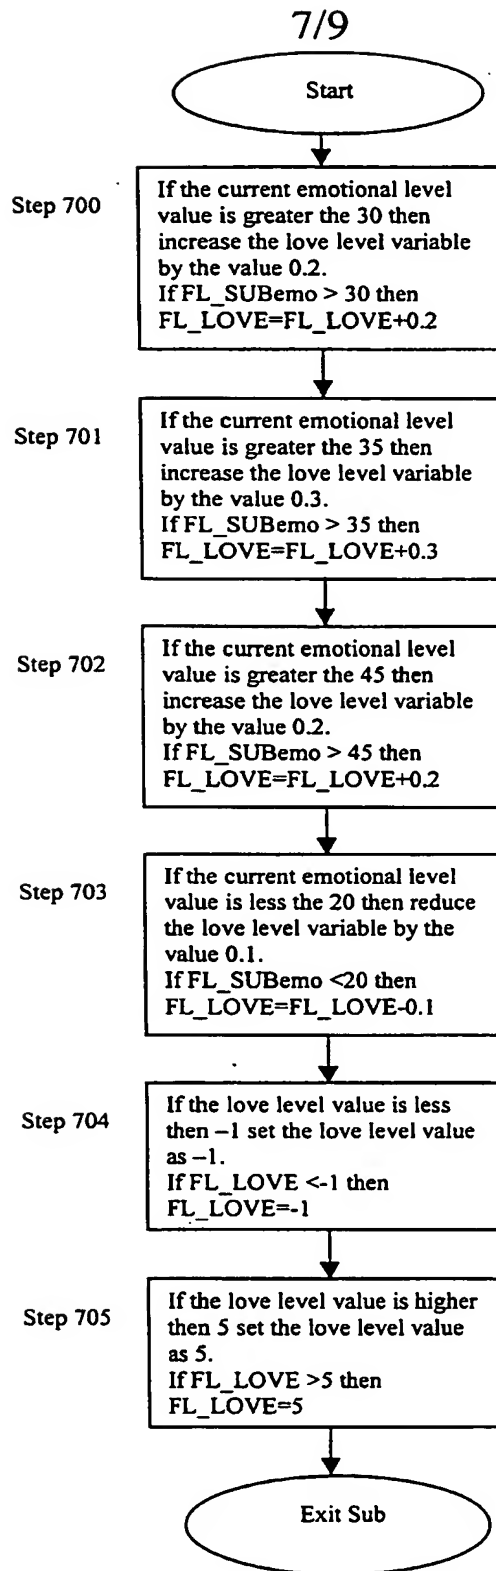 7/9
Start
Step 700
If the current emotional level
value is greater the 30 then
increase the love level variable
by the value 0.2.
If FL_SUBemo > 30 then
FL_LOVE=FL_LOVE+0.2
Step 701
If the current emotional level
value is greater the 35 then
increase the love level variable
by the value 0.3.
If FL_SUBemo > 35 then
FL_LOVE=FL_LOVE+0.3
Step 702
If the current emotional level
value is greater the 45 then
increase the love level variable
by the value 0.2.
If FL_SUBemo > 45 then
FL_LOVE=FL_LOVE+0.2
Step 703
If the current emotional level
value is less the 20 then reduce
the love level variable by the
value 0.1.
If FL_SUBemo <20 then
FL_LOVE=FL_LOVE-0.1
Step 704
If the love level value is less
then –1 set the love level value
as –1.
If FL_LOVE <-1 then
FL_LOVE=-1
Step 705
If the love level value is higher
then 5 set the love level value
as 5.
If FL_LOVE >5 then
FL_LOVE=5
Exit Sub